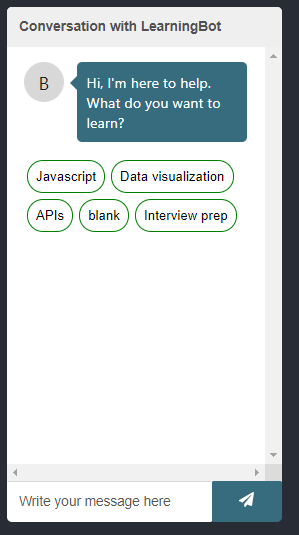 Conversation with LearningBot
B
Hi, I'm here to help.
What do you want to
learn?
Javascript Data visualization
APIs blank Interview prep
Write your message here